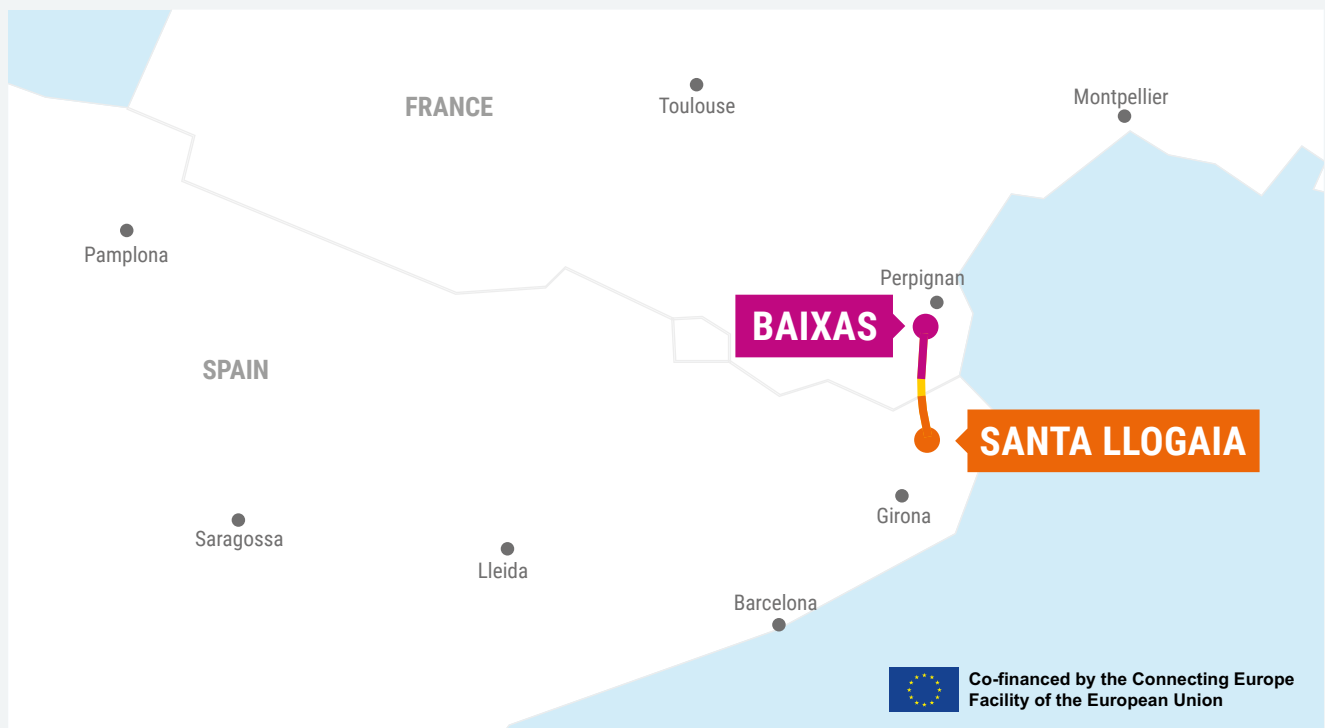 FRANCE
Toulouse
Montpellier
Pamplona
Perpignan
BAIXAS
SPAIN
SANTA LLOGAIA
Girona
Saragossa
Lleida
Barcelona
Co-financed by the Connecting Europe
Facility of the European Union